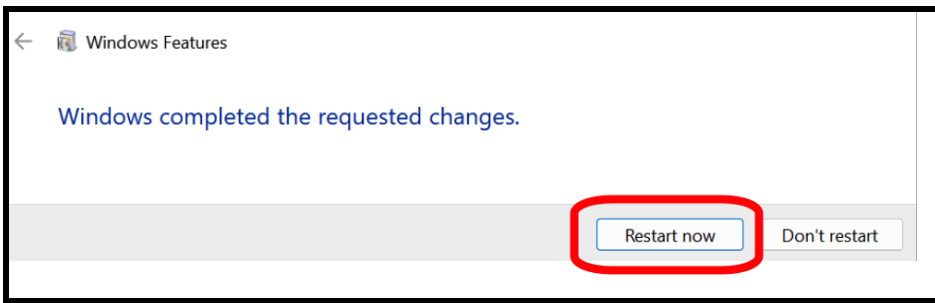 Windows Features
Windows completed the requested changes.
Restart now
Don't restart